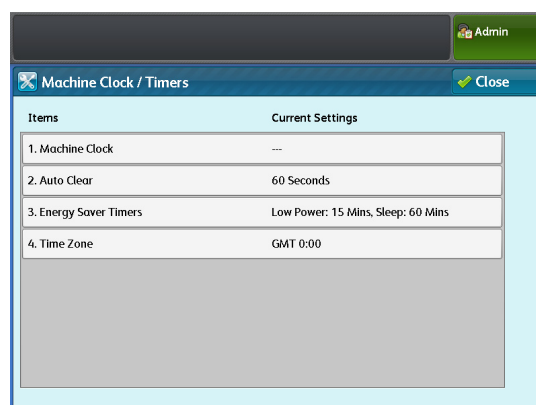 Admin
Machine Clock / Timers
Close
Items Current Settings
1. Machine Clock ---
2. Auto Clear 60 Seconds
3. Energy Saver Timers Low Power: 15 Mins, Sleep: 60 Mins
4. Time Zone GMT 0:00